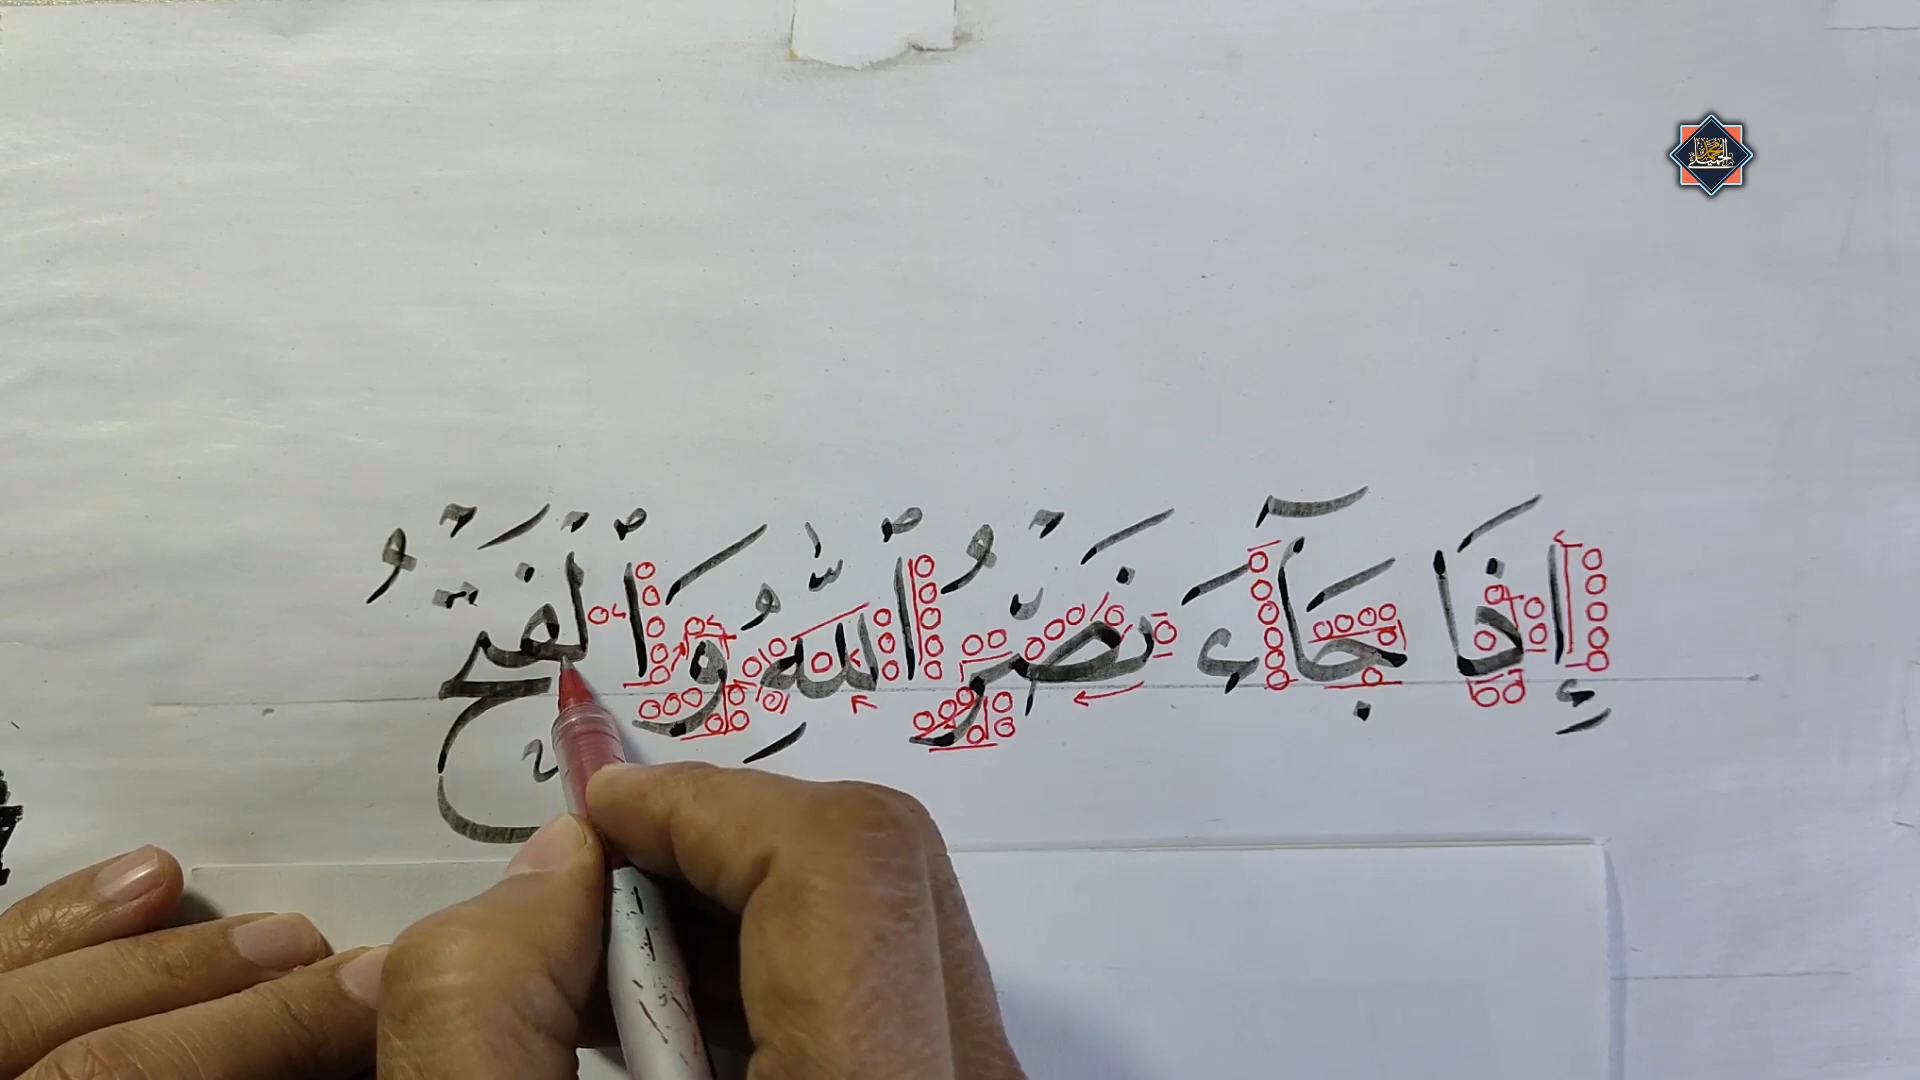 إِذَا جَآءَ نَصْرُ ٱللَّهِ وَٱلْفَتْحُ